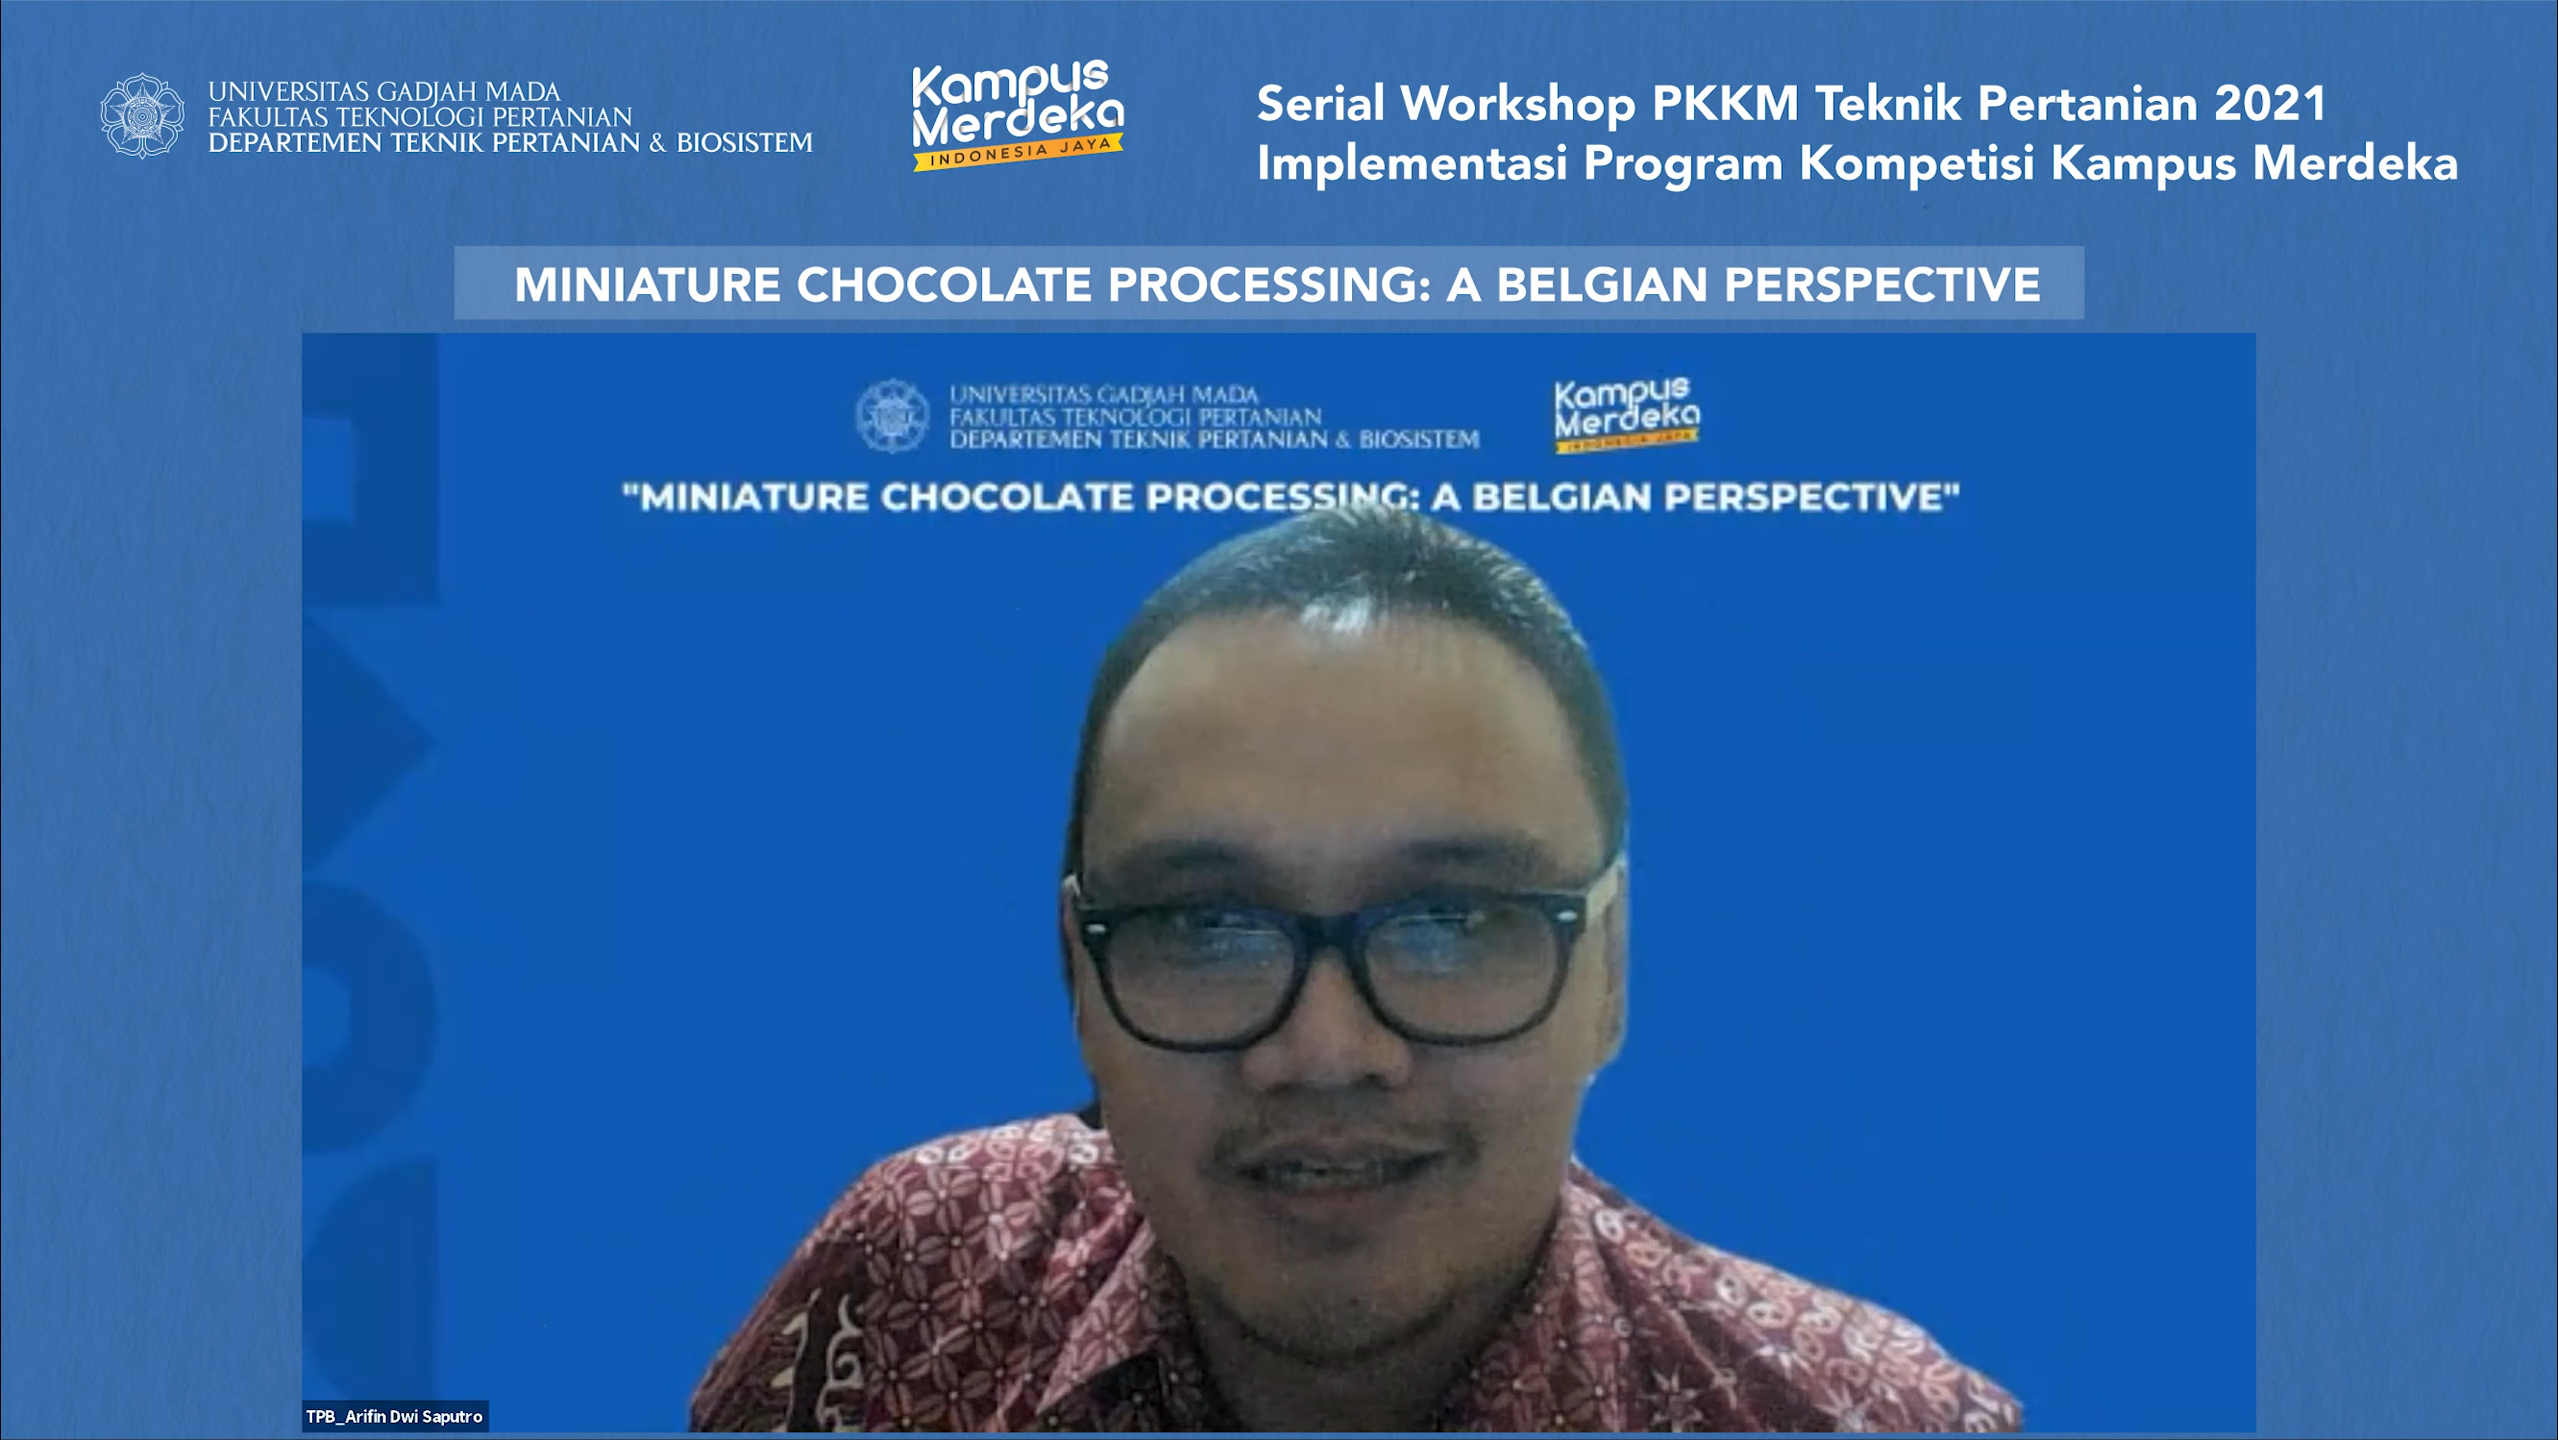 UNIVERSITAS GADJAH MADA
FAKULTAS TEKNOLOGI PERTANIAN
DEPARTEMEN TEKNIK PERTANIAN & BIOSISTEM
Kampus
Merdeka
INDONESIA JAYA
Serial Workshop PKKM Teknik Pertanian 2021
Implementasi Program Kompetisi Kampus Merdeka
MINIATURE CHOCOLATE PROCESSING: A BELGIAN PERSPECTIVE
UNIVERSITAS GADJAH MADA
FAKULTAS TEKNOLOGI PERTANIAN
DEPARTEMEN TEKNIK PERTANIAN & BIOSISTEM
Kampus
Merdeka
INDONESIA JAYA
"MINIATURE CHOCOLATE PROCESSING: A BELGIAN PERSPECTIVE"
TPB_Arifin Dwi Saputro